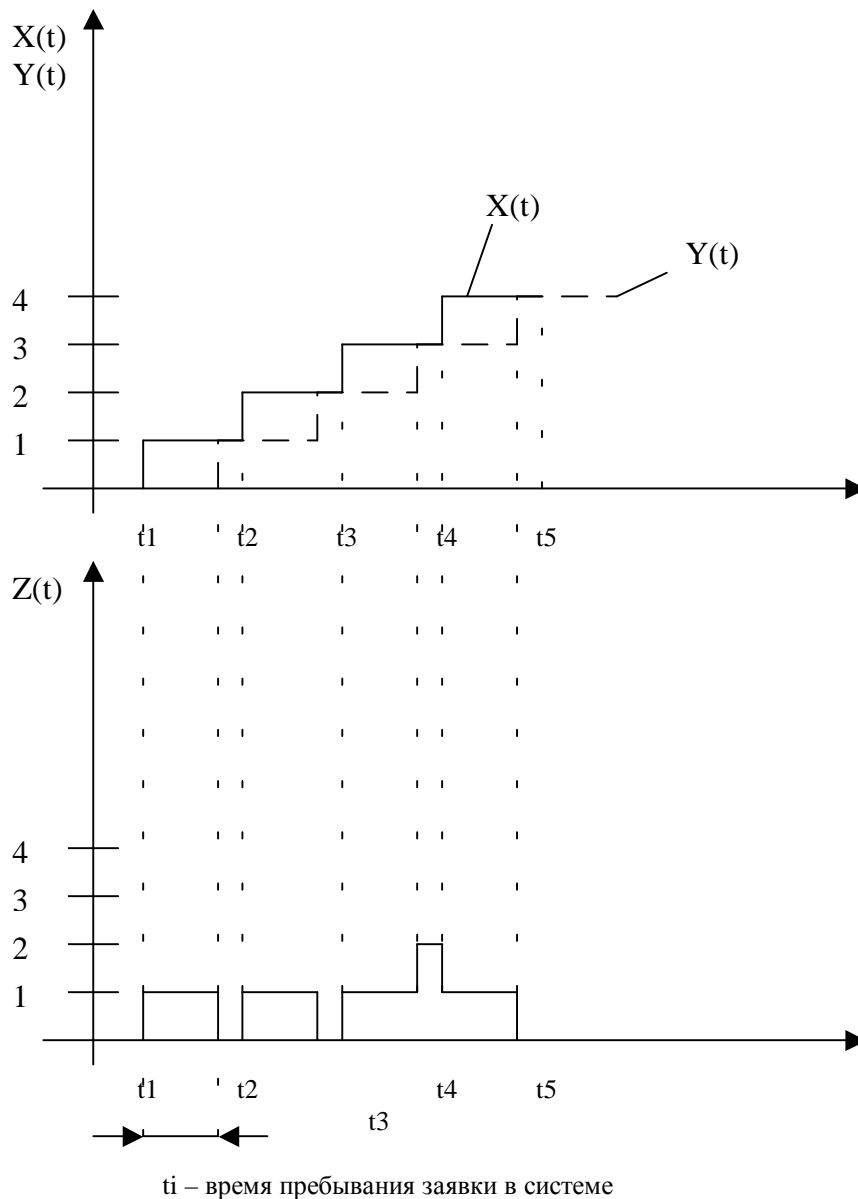 X(t)
Y(t)
X(t)
Y(t)
4
3
2
1
t1 t2 t3 t4 t5
Z(t)
4
3
2
1
t1 t2 t4 t5
t3
ti – время пребывания заявки в системе